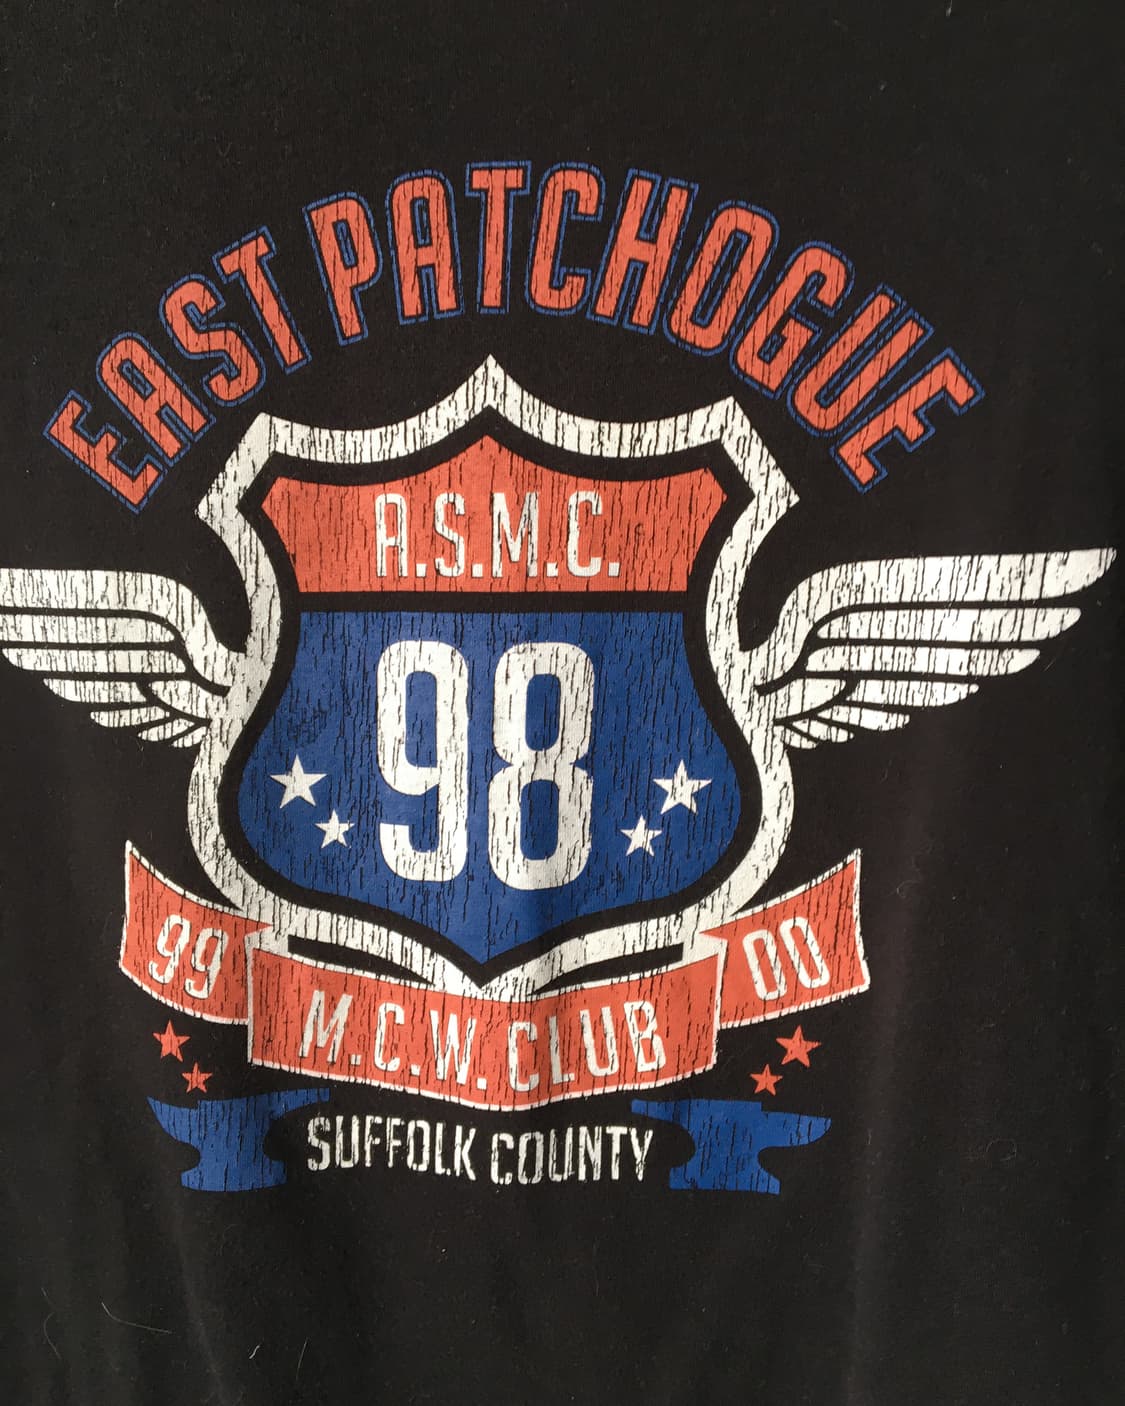 EAST PATCHOGUE
A.S.M.C.
98
99
00
M.C.W. CLUB
SUFFOLK COUNTY